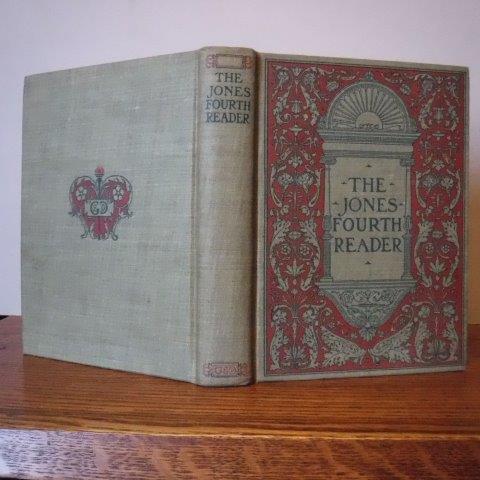 THE
JONES
FOURTH
READER
THE
JONES
FOURTH
READER